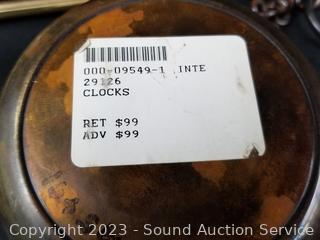 000-09549-1 INTE
29126
CLOCKS
RET $99
ADV $99
Copyright 2023 - Sound Auction Service